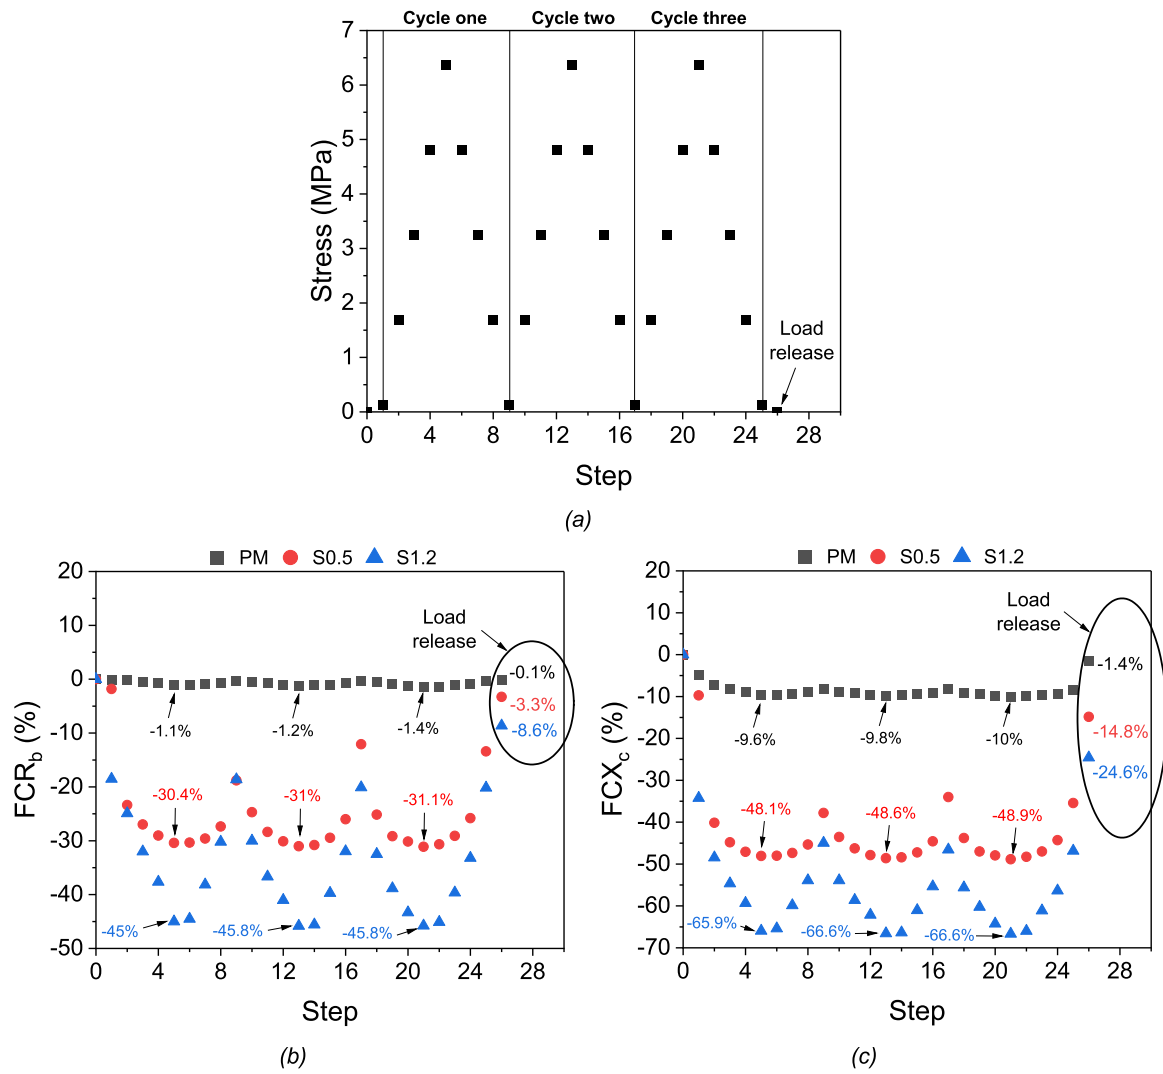 Cycle one Cycle two Cycle three
7
6
5
4
3
2
1
0
Stress (MPa)
Load
release
0 4 8 12 16 20 24 28
Step
(a)
PM S0.5 S1.2
20
10
0
-10
-20
-30
-40
-50
FCR_b (%)
Load
release
-0.1%
-3.3%
-8.6%
-1.1% -1.2% -1.4%
-30.4% -31% -31.1%
-45% -45.8% -45.8%
0 4 8 12 16 20 24 28
Step
(b)
PM S0.5 S1.2
20
10
0
-10
-20
-30
-40
-50
-60
-70
FCX_c (%)
Load
release
-1.4%
-14.8%
-24.6%
-9.6% -9.8% -10%
-48.1% -48.6% -48.9%
-65.9% -66.6% -66.6%
0 4 8 12 16 20 24 28
Step
(c)